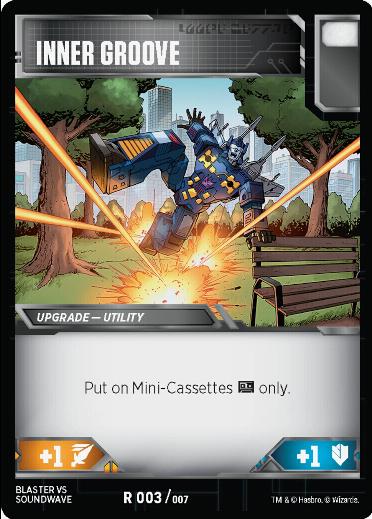 INNER GROOVE
UPGRADE — UTILITY
Put on Mini-Cassettes only.
+1
+1
BLASTER VS
SOUNDWAVE
R 003 / 007
TM & © Hasbro. © Wizards.